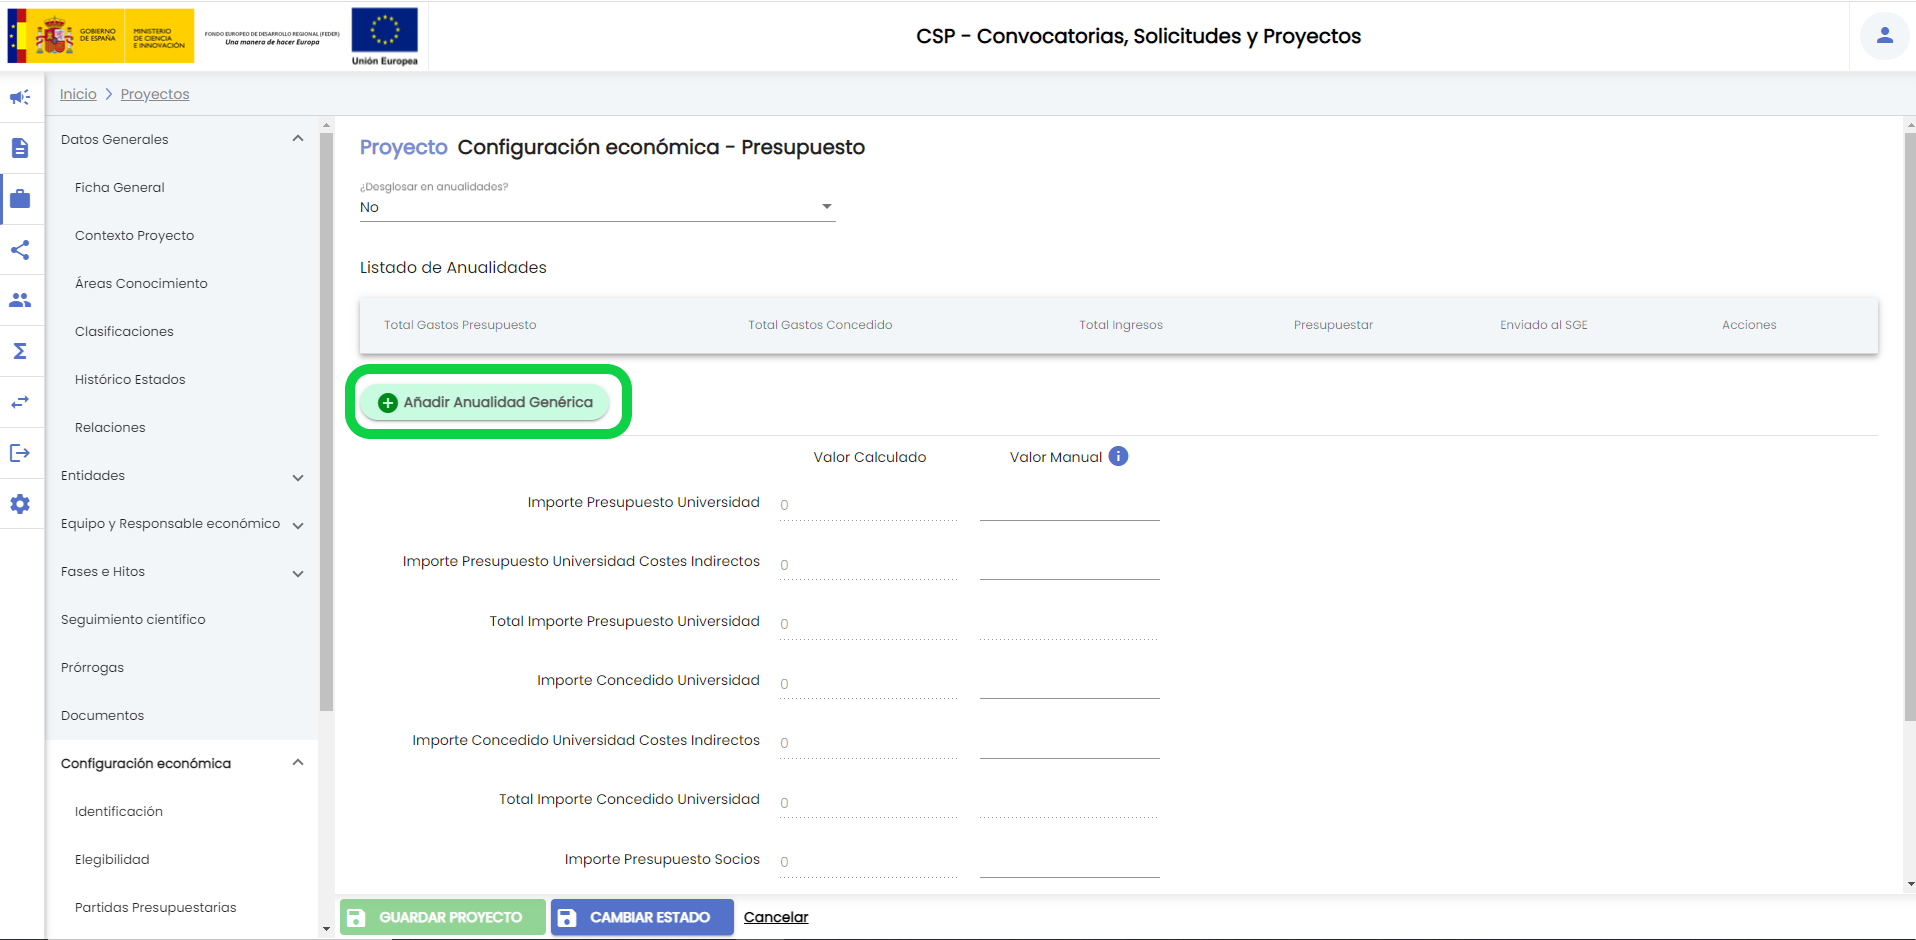 GOBIERNO
DE ESPAÑA
MINISTERIO
DE CIENCIA
E INNOVACIÓN
FONDO EUROPEO DE DESARROLLO REGIONAL (FEDER)
Una manera de hacer Europa
Unión Europea
CSP - Convocatorias, Solicitudes y Proyectos
Inicio > Proyectos
Datos Generales
Ficha General
Contexto Proyecto
Áreas Conocimiento
Clasificaciones
Histórico Estados
Relaciones
Entidades
Equipo y Responsable económico
Fases e Hitos
Seguimiento científico
Prórrogas
Documentos
Configuración económica
Identificación
Elegibilidad
Partidas Presupuestarias
Proyecto Configuración económica - Presupuesto
¿Desglosar en anualidades?
No
Listado de Anualidades
Total Gastos Presupuesto Total Gastos Concedido Total Ingresos Presupuestar Enviado al SGE Acciones
Añadir Anualidad Genérica
Valor Calculado Valor Manual i
Importe Presupuesto Universidad 0
Importe Presupuesto Universidad Costes Indirectos 0
Total Importe Presupuesto Universidad 0
Importe Concedido Universidad 0
Importe Concedido Universidad Costes Indirectos 0
Total Importe Concedido Universidad 0
Importe Presupuesto Socios 0
GUARDAR PROYECTO CAMBIAR ESTADO Cancelar